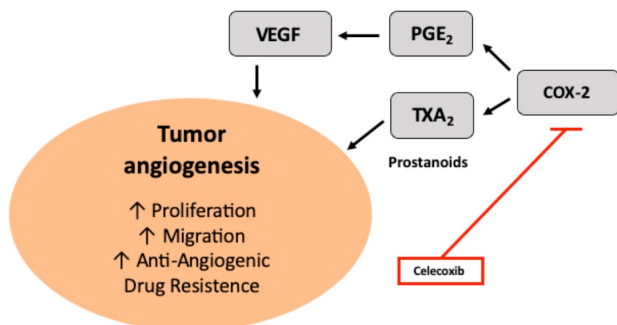 VEGF
PGE₂
COX-2
TXA₂
Prostanoids
Tumor
angiogenesis
↑ Proliferation
↑ Migration
↑ Anti-Angiogenic
Drug Resistence
Celecoxib